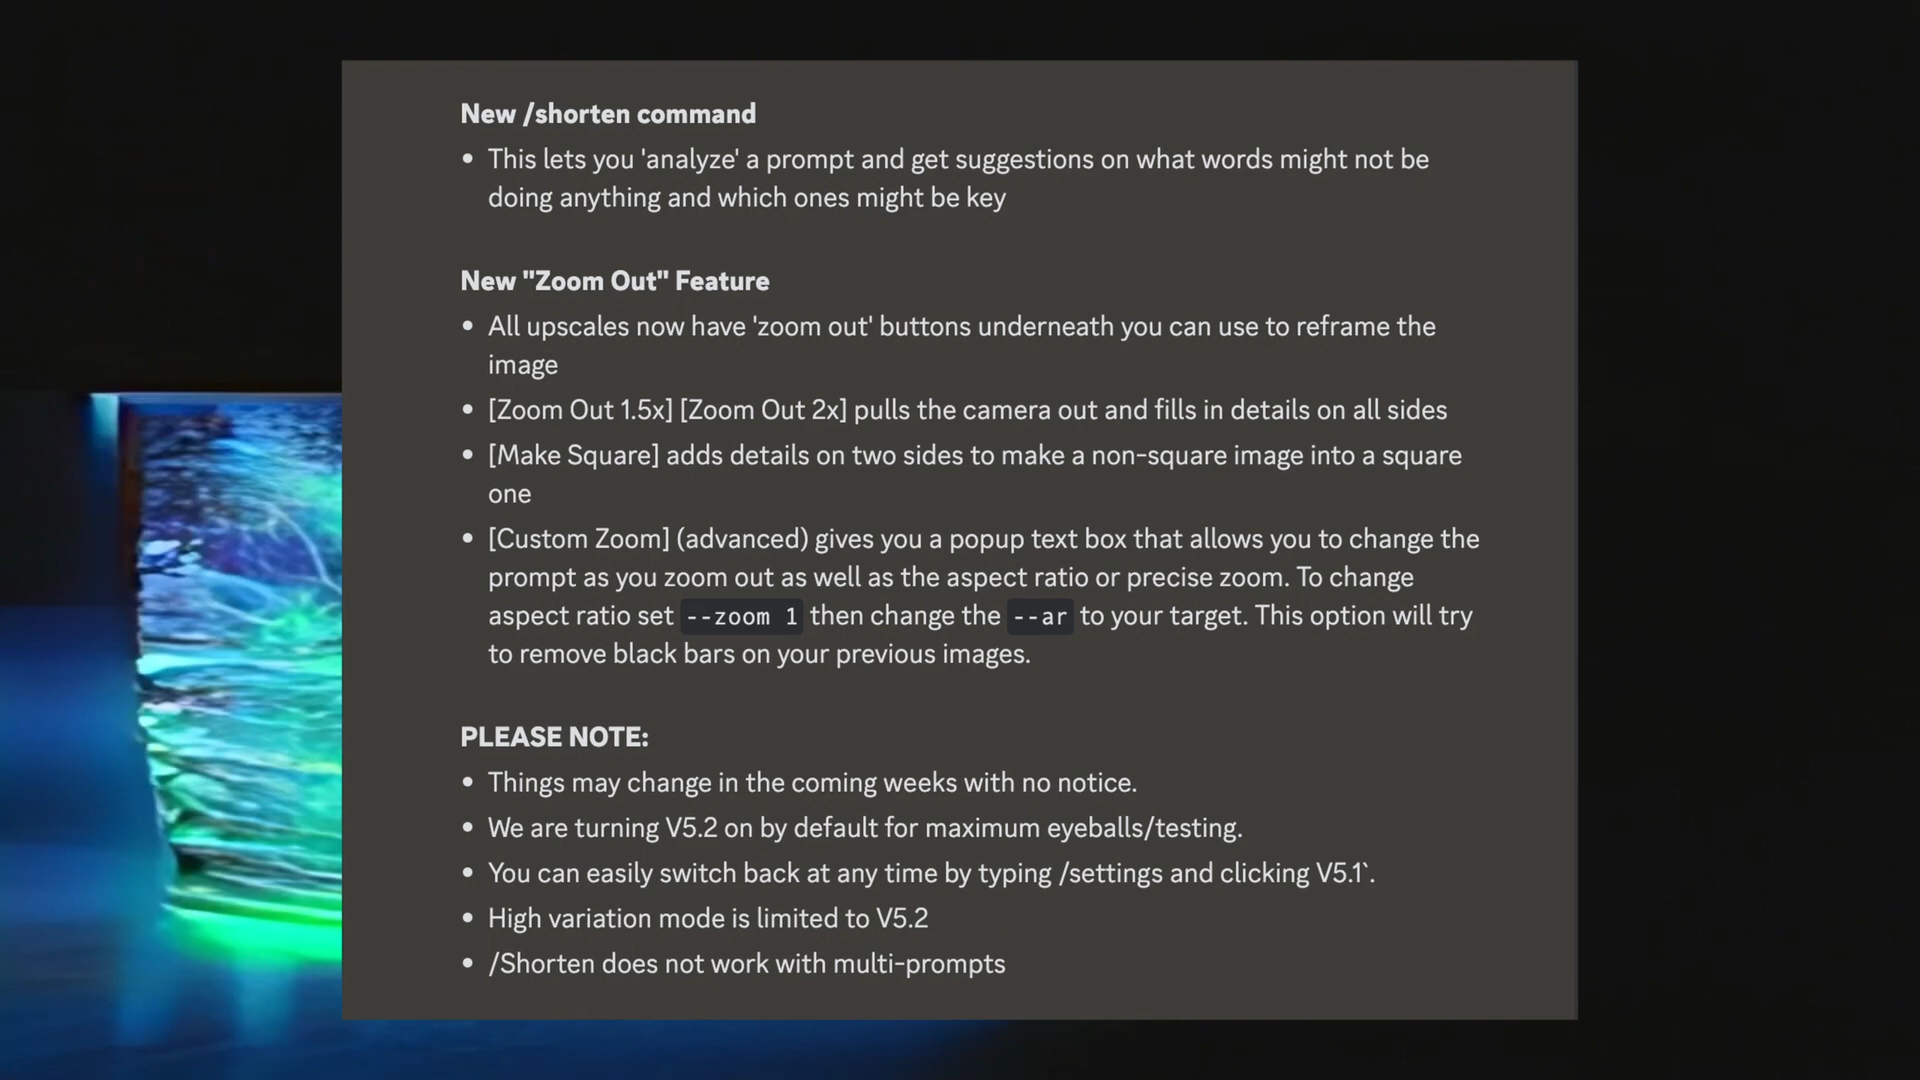 New /shorten command
• This lets you 'analyze' a prompt and get suggestions on what words might not be
doing anything and which ones might be key
New "Zoom Out" Feature
• All upscales now have 'zoom out' buttons underneath you can use to reframe the
image
• [Zoom Out 1.5x] [Zoom Out 2x] pulls the camera out and fills in details on all sides
• [Make Square] adds details on two sides to make a non-square image into a square
one
• [Custom Zoom] (advanced) gives you a popup text box that allows you to change the
prompt as you zoom out as well as the aspect ratio or precise zoom. To change
aspect ratio set --zoom 1 then change the --ar to your target. This option will try
to remove black bars on your previous images.
PLEASE NOTE:
• Things may change in the coming weeks with no notice.
• We are turning V5.2 on by default for maximum eyeballs/testing.
• You can easily switch back at any time by typing /settings and clicking V5.1`.
• High variation mode is limited to V5.2
• /Shorten does not work with multi-prompts